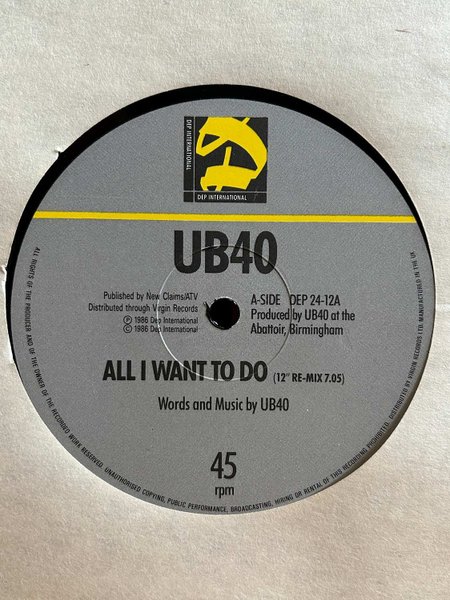 DEP INTERNATIONAL
DEP INTERNATIONAL
DEP INTERNATIONAL
UB40
Published by New Claims/ATV
Distributed through Virgin Records
Ⓟ 1986 Dep International
© 1986 Dep International
A-SIDE DEP 24-12A
Produced by UB40 at the
Abattoir, Birmingham
ALL I WANT TO DO (12" RE-MIX 7.05)
Words and Music by UB40
45
rpm
ALL RIGHTS OF THE PRODUCER AND OF THE OWNER OF THE RECORDED WORK RESERVED. UNAUTHORISED COPYING, PUBLIC PERFORMANCE, BROADCASTING, HIRING OR RENTAL OF THIS RECORDING PROHIBITED. DISTRIBUTED BY VIRGIN RECORDS LTD. MANUFACTURED IN THE UK